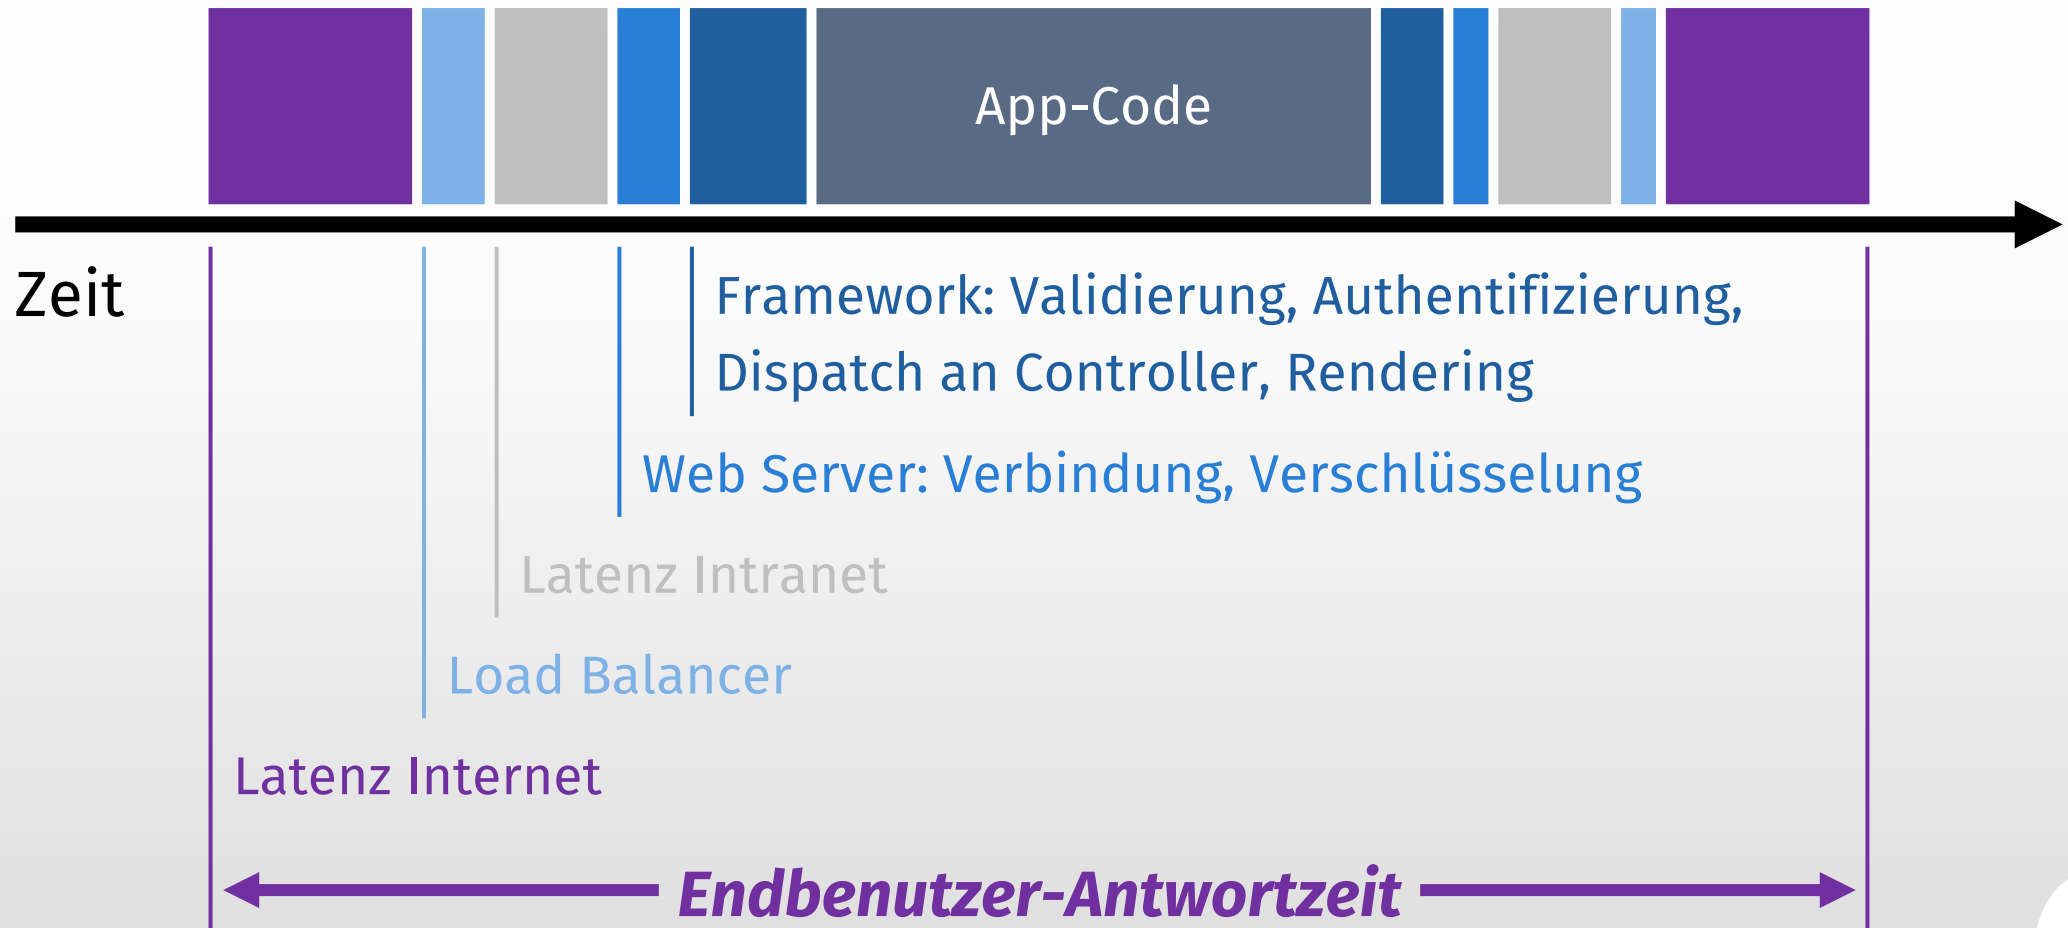 App-Code
Zeit
Framework: Validierung, Authentifizierung,
Dispatch an Controller, Rendering
Web Server: Verbindung, Verschlüsselung
Latenz Intranet
Load Balancer
Latenz Internet
Endbenutzer-Antwortzeit